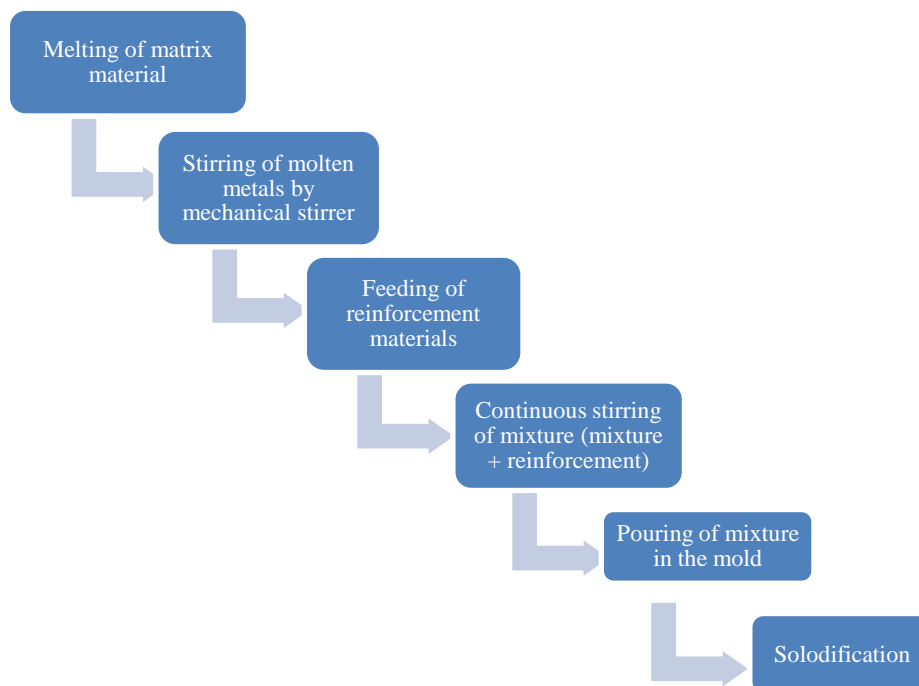 Melting of matrix
material
Stirring of molten
metals by
mechanical stirrer
Feeding of
reinforcement
materials
Continuous stirring
of mixture (mixture
+ reinforcement)
Pouring of mixture
in the mold
Solodification